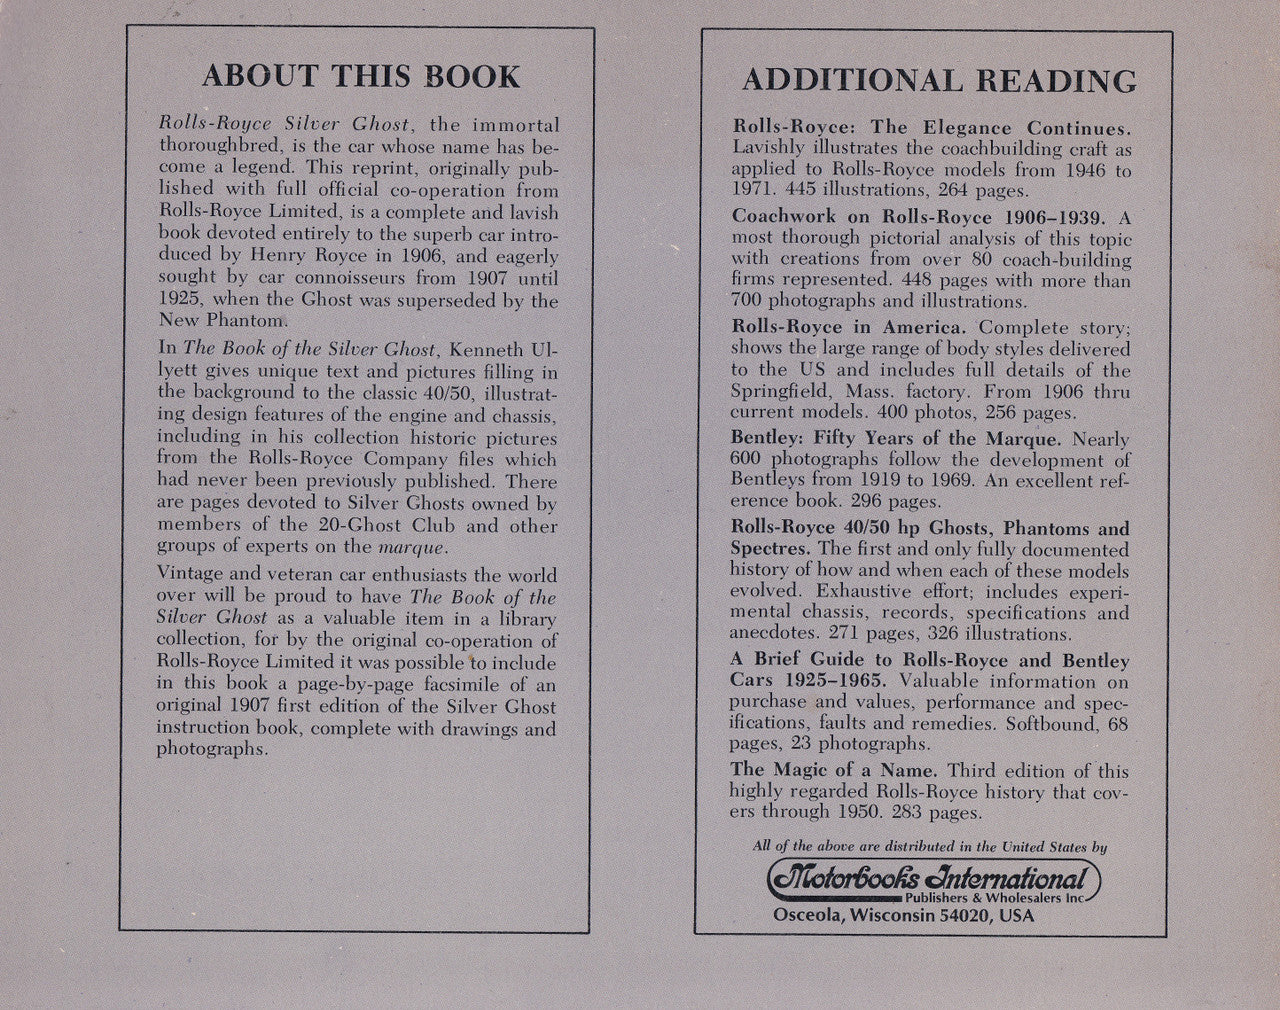 ABOUT THIS BOOK
Rolls-Royce Silver Ghost, the immortal
thoroughbred, is the car whose name has be-
come a legend. This reprint, originally pub-
lished with full official co-operation from
Rolls-Royce Limited, is a complete and lavish
book devoted entirely to the superb car intro-
duced by Henry Royce in 1906, and eagerly
sought by car connoisseurs from 1907 until
1925, when the Ghost was superseded by the
New Phantom.
In The Book of the Silver Ghost, Kenneth Ul-
lyett gives unique text and pictures filling in
the background to the classic 40/50, illustrat-
ing design features of the engine and chassis,
including in his collection historic pictures
from the Rolls-Royce Company files which
had never been previously published. There
are pages devoted to Silver Ghosts owned by
members of the 20-Ghost Club and other
groups of experts on the marque.
Vintage and veteran car enthusiasts the world
over will be proud to have The Book of the
Silver Ghost as a valuable item in a library
collection, for by the original co-operation of
Rolls-Royce Limited it was possible to include
in this book a page-by-page facsimile of an
original 1907 first edition of the Silver Ghost
instruction book, complete with drawings and
photographs.
ADDITIONAL READING
Rolls-Royce: The Elegance Continues.
Lavishly illustrates the coachbuilding craft as
applied to Rolls-Royce models from 1946 to
1971. 445 illustrations, 264 pages.
Coachwork on Rolls-Royce 1906–1939. A
most thorough pictorial analysis of this topic
with creations from over 80 coach-building
firms represented. 448 pages with more than
700 photographs and illustrations.
Rolls-Royce in America. Complete story;
shows the large range of body styles delivered
to the US and includes full details of the
Springfield, Mass. factory. From 1906 thru
current models. 400 photos, 256 pages.
Bentley: Fifty Years of the Marque. Nearly
600 photographs follow the development of
Bentleys from 1919 to 1969. An excellent ref-
erence book. 296 pages.
Rolls-Royce 40/50 hp Ghosts, Phantoms and
Spectres. The first and only fully documented
history of how and when each of these models
evolved. Exhaustive effort; includes experi-
mental chassis, records, specifications and
anecdotes. 271 pages, 326 illustrations.
A Brief Guide to Rolls-Royce and Bentley
Cars 1925–1965. Valuable information on
purchase and values, performance and spec-
ifications, faults and remedies. Softbound, 68
pages, 23 photographs.
The Magic of a Name. Third edition of this
highly regarded Rolls-Royce history that cov-
ers through 1950. 283 pages.
All of the above are distributed in the United States by
Motorbooks International
Publishers & Wholesalers Inc
Osceola, Wisconsin 54020, USA